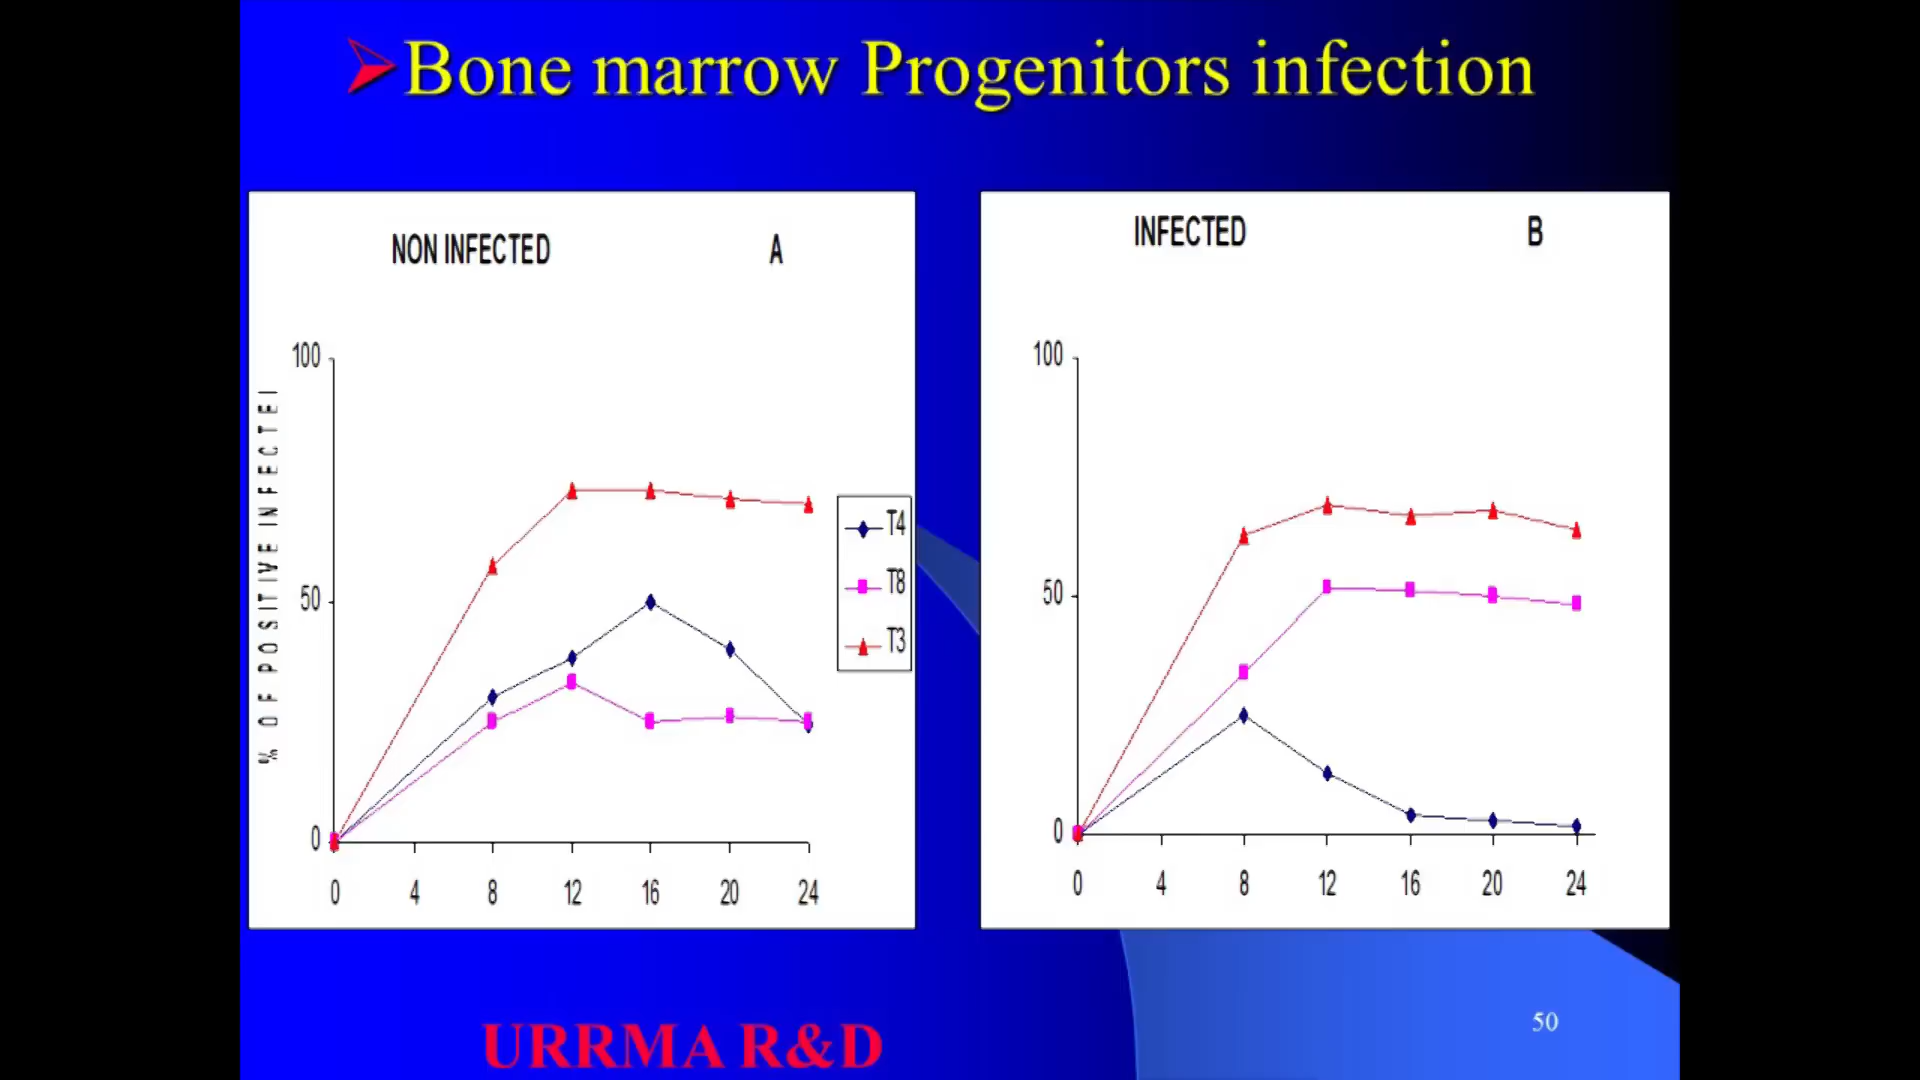 Bone marrow Progenitors infection
NON INFECTED A
100
50
0
% OF POSITIVE INFECTE
0 4 8 12 16 20 24
T4
T8
T3
INFECTED B
100
50
0
0 4 8 12 16 20 24
URRMA R&D
50